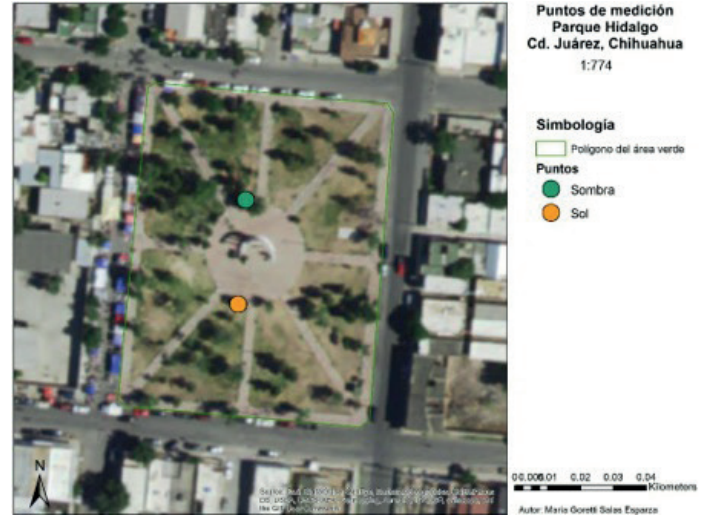 Puntos de medición
Parque Hidalgo
Cd. Juárez, Chihuahua
1:774
Simbología
Polígono del área verde
Puntos
Sombra
Sol
N
0.02 0.03 0.04
Kilometers
Autor: Maria Goretti Salas Esparza